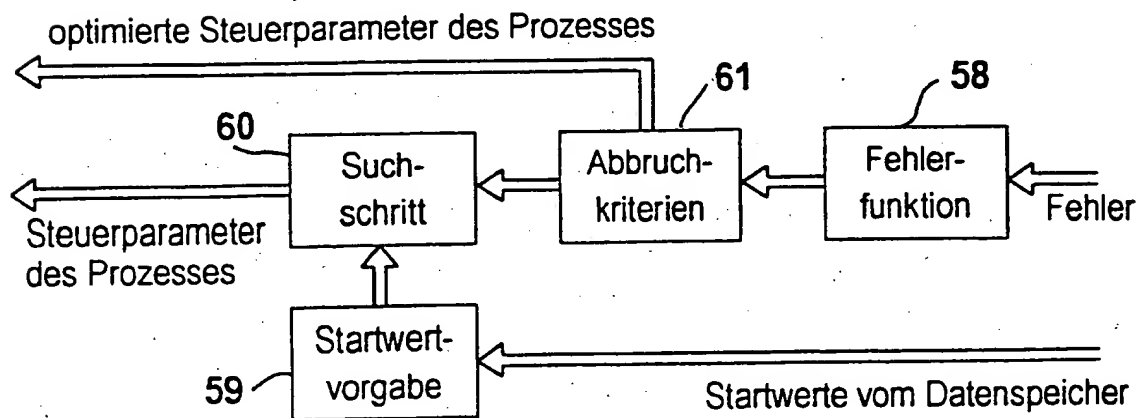 optimierte Steuerparameter des Prozesses
61
58
60
Such-
schritt
Abbruch-
kriterien
Fehler-
funktion
Fehler
Steuerparameter
des Prozesses
Startwert-
vorgabe
59
Startwerte vom Datenspeicher